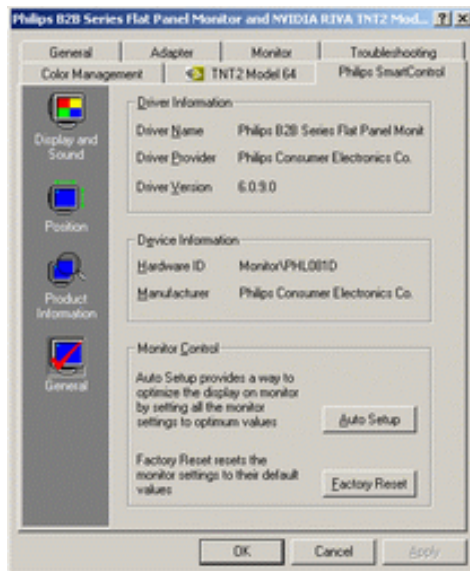 Philips B2B Series Flat Panel Monitor and NVIDIA RIVA TNT2 Mod...
General Adapter Monitor Troubleshooting
Color Management TNT2 Model 64 Philips SmartControl
Display and
Sound
Position
Product
Information
General
Driver Information
Driver Name Philips B2B Series Flat Panel Monit
Driver Provider Philips Consumer Electronics Co.
Driver Version 6.0.9.0
Device Information
Hardware ID Monitor\PHL081D
Manufacturer Philips Consumer Electronics Co.
Monitor Control
Auto Setup provides a way to
optimize the display on monitor
by setting all the monitor
settings to optimum values
Auto Setup
Factory Reset resets the
monitor settings to their default
values
Factory Reset
OK Cancel Apply